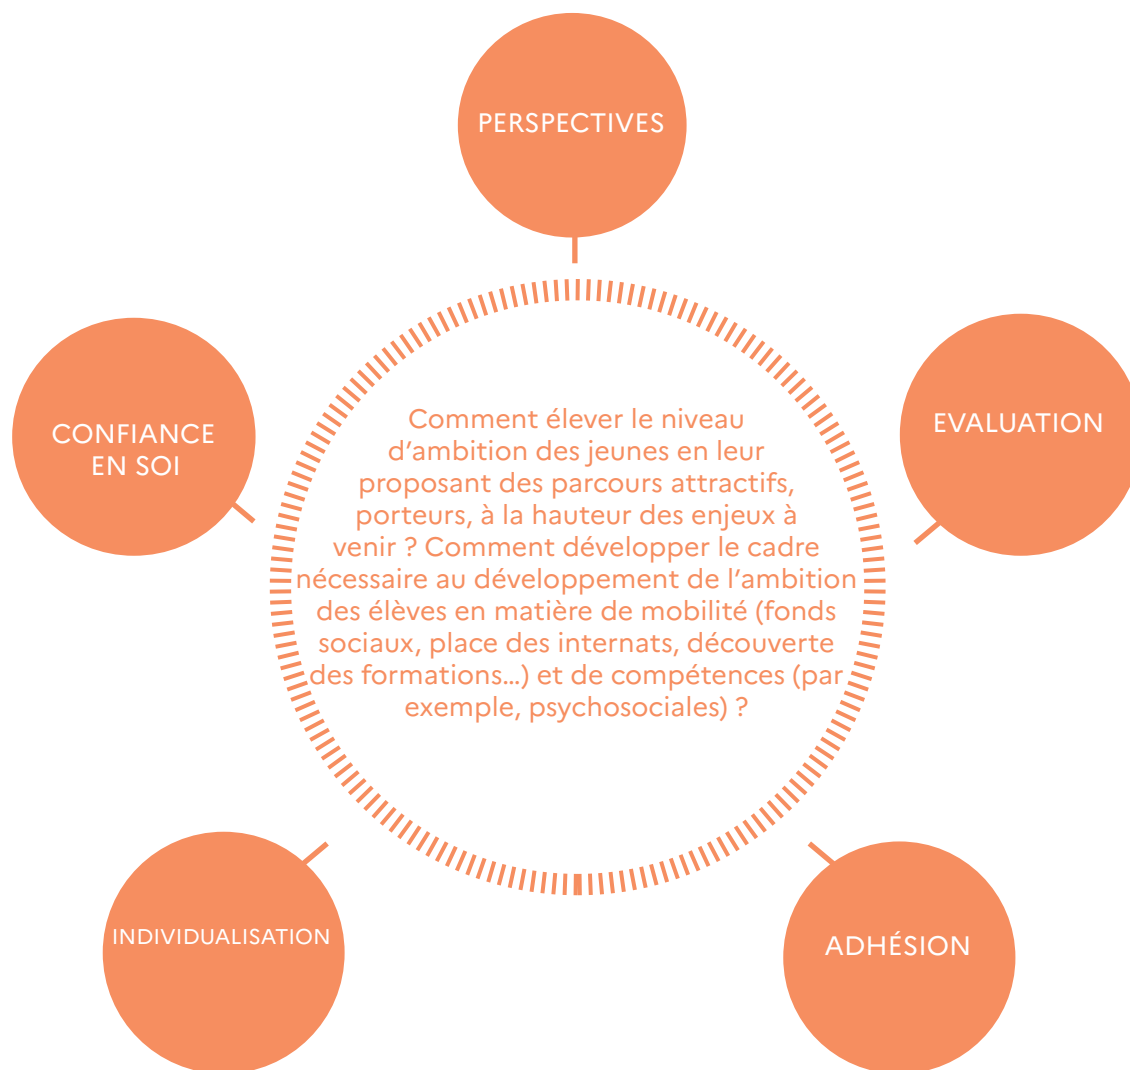 PERSPECTIVES
CONFIANCE
EN SOI
EVALUATION
Comment élever le niveau
d’ambition des jeunes en leur
proposant des parcours attractifs,
porteurs, à la hauteur des enjeux à
venir ? Comment développer le cadre
nécessaire au développement de l’ambition
des élèves en matière de mobilité (fonds
sociaux, place des internats, découverte
des formations…) et de compétences (par
exemple, psychosociales) ?
INDIVIDUALISATION
ADHÉSION